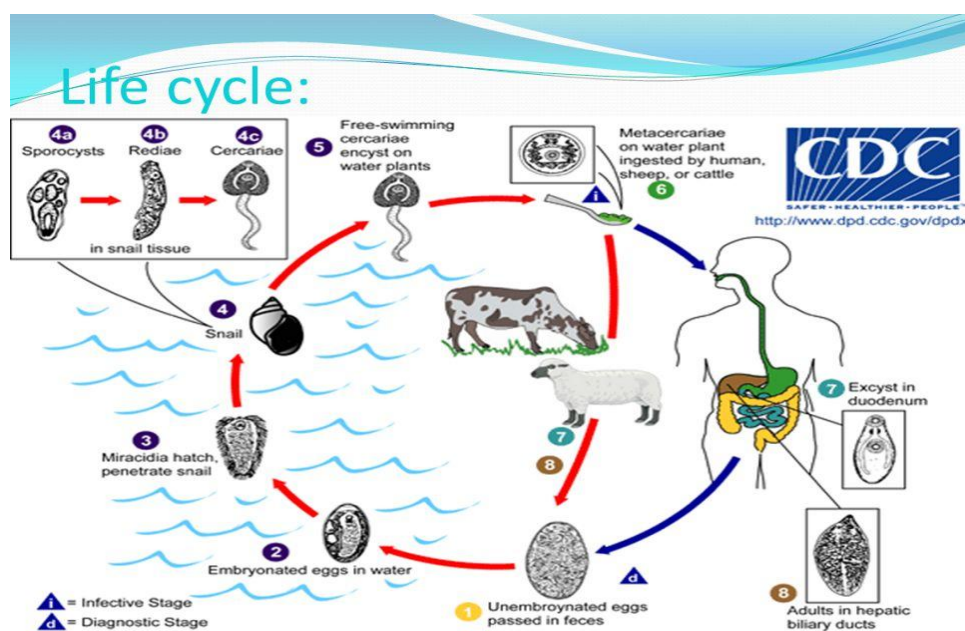 Life cycle:
4a
Sporocysts
4b
Rediae
4c
Cercariae
in snail tissue
5
Free-swimming
cercariae
encyst on
water plants
i
Metacercariae
on water plant
ingested by human,
sheep, or cattle
6
CDC
SAFER·HEALTHIER·PEOPLE™
http://www.dpd.cdc.gov/dpdx
4
Snail
3
Miracidia hatch,
penetrate snail
2
Embryonated eggs in water
7
8
7
Excyst in
duodenum
d
1
Unembroynated eggs
passed in feces
8
Adults in hepatic
biliary ducts
i = Infective Stage
d = Diagnostic Stage